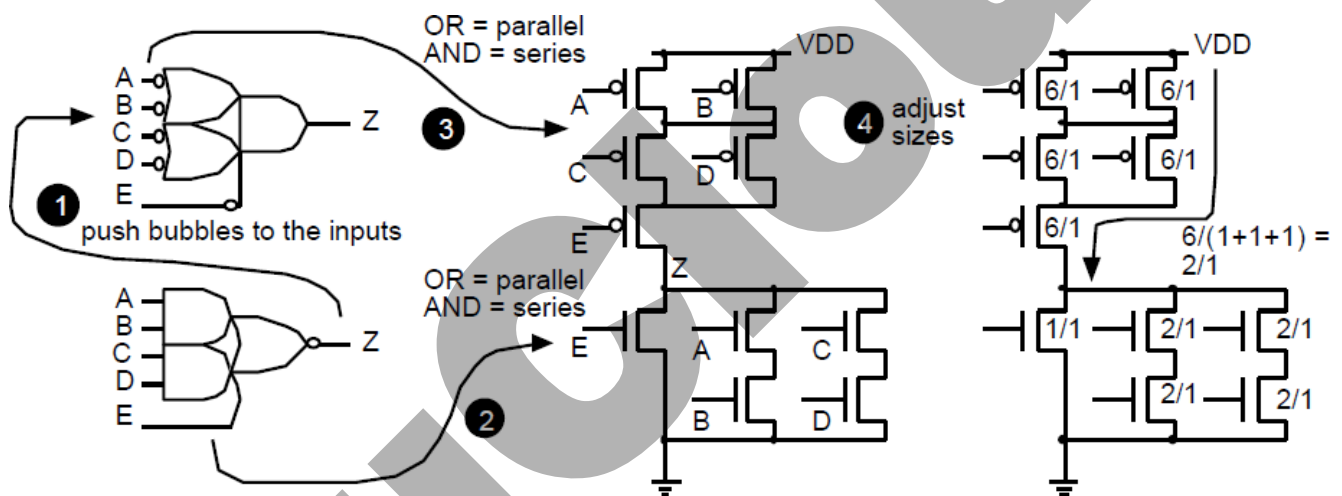 OR = parallel
AND = series
VDD
VDD
A
B
C
D
E
Z
3
A
B
4
adjust
sizes
6/1
6/1
C
D
6/1
6/1
1
push bubbles to the inputs
E
6/1
6/(1+1+1) =
2/1
Z
OR = parallel
AND = series
A
B
C
D
E
Z
E
A
C
1/1
2/1
2/1
2
B
D
2/1
2/1